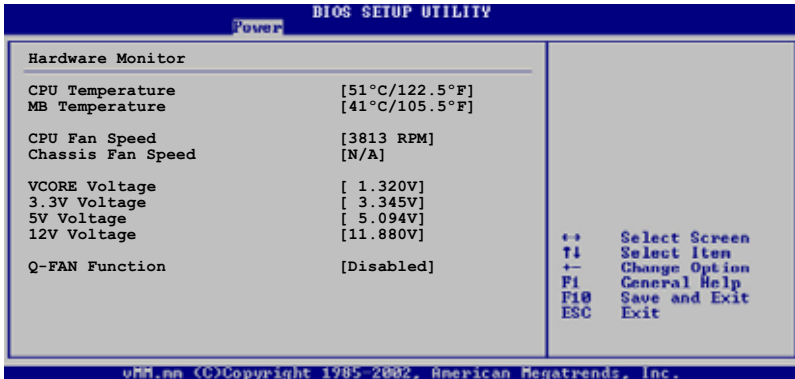 BIOS SETUP UTILITY
Power
Hardware Monitor
CPU Temperature [51°C/122.5°F]
MB Temperature [41°C/105.5°F]
CPU Fan Speed [3813 RPM]
Chassis Fan Speed [N/A]
VCORE Voltage [ 1.320V]
3.3V Voltage [ 3.345V]
5V Voltage [ 5.094V]
12V Voltage [11.880V]
Q-FAN Function [Disabled]
↔ Select Screen
↑↓ Select Item
+- Change Option
F1 General Help
F10 Save and Exit
ESC Exit
vMM.mm (C)Copyright 1985-2002, American Megatrends, Inc.